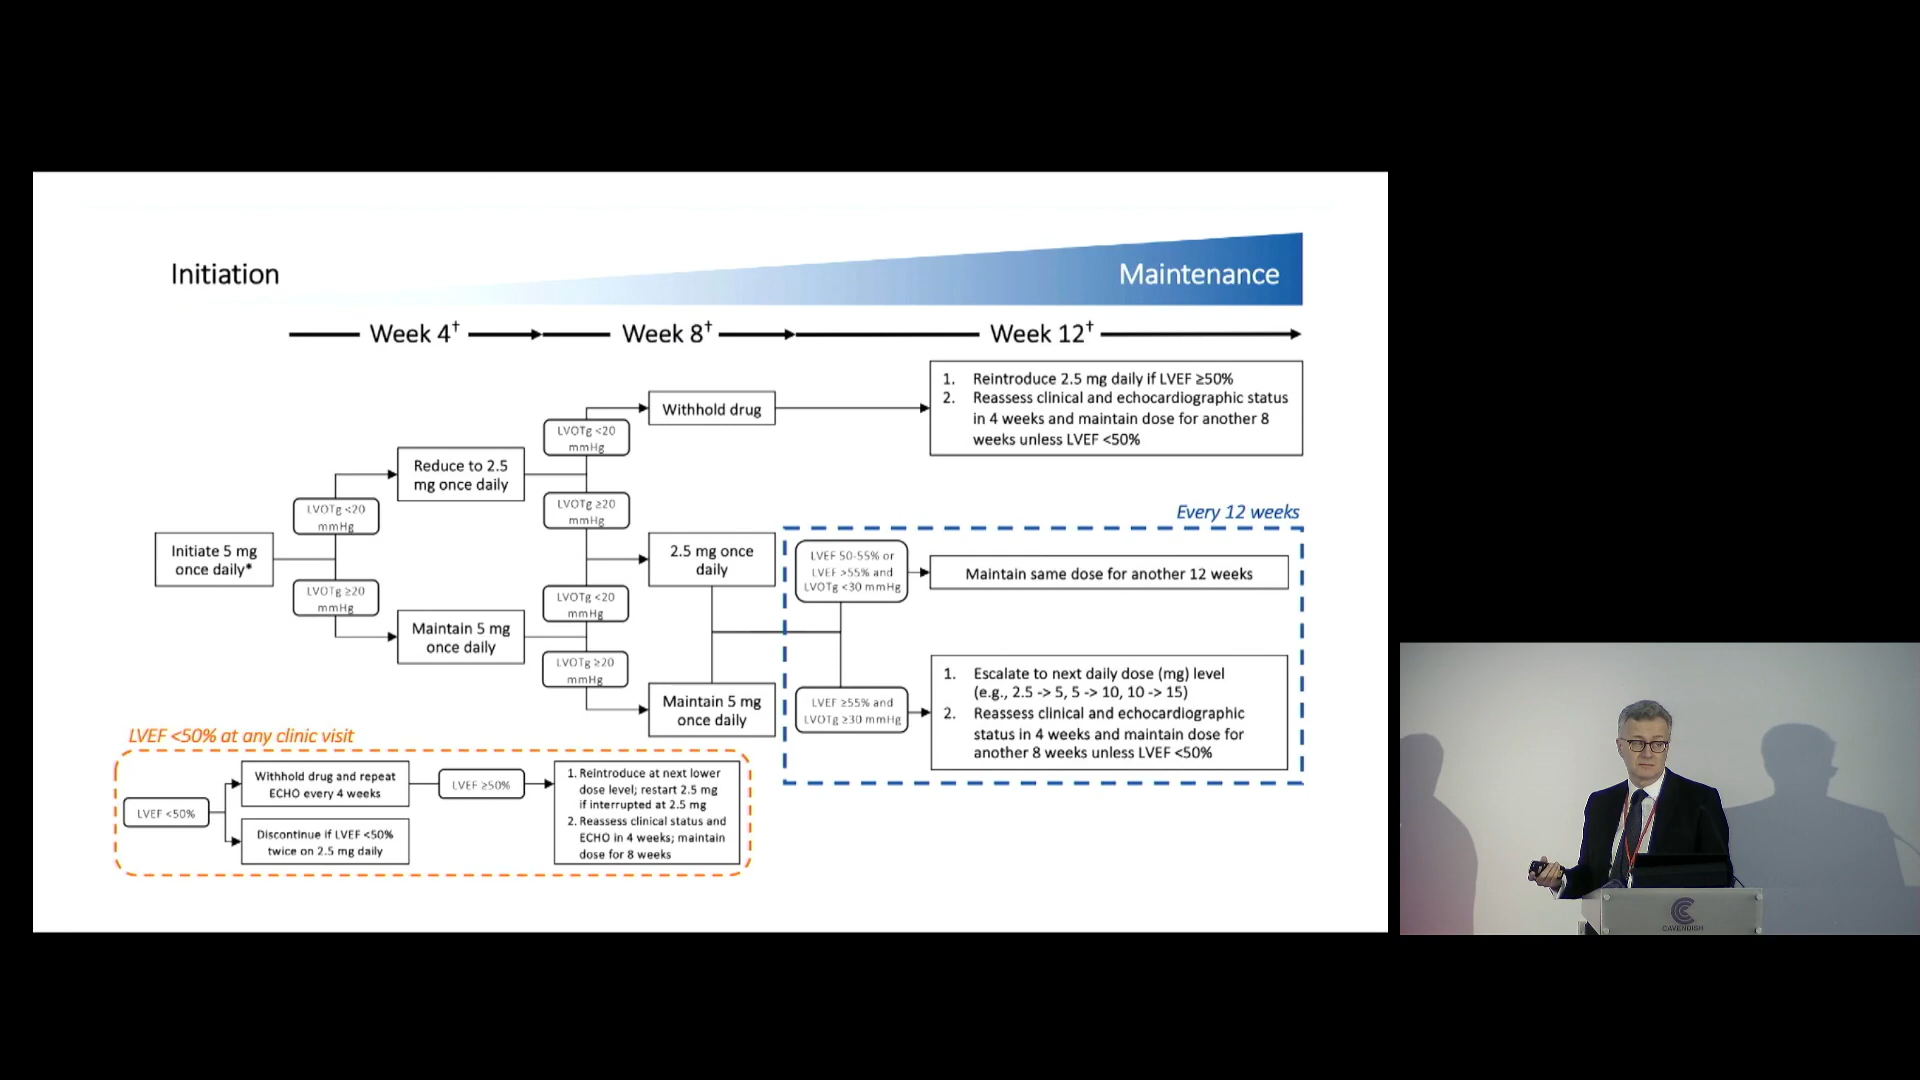 Initiation
Maintenance
Week 4†
Week 8†
Week 12†
Initiate 5 mg
once daily*
LVOTg <20
mmHg
LVOTg ≥20
mmHg
Reduce to 2.5
mg once daily
Maintain 5 mg
once daily
LVOTg <20
mmHg
LVOTg ≥20
mmHg
LVOTg <20
mmHg
LVOTg ≥20
mmHg
Withhold drug
2.5 mg once
daily
Maintain 5 mg
once daily
1. Reintroduce 2.5 mg daily if LVEF ≥50%
2. Reassess clinical and echocardiographic status
in 4 weeks and maintain dose for another 8
weeks unless LVEF <50%
Every 12 weeks
LVEF 50-55% or
LVEF >55% and
LVOTg <30 mmHg
Maintain same dose for another 12 weeks
LVEF ≥55% and
LVOTg ≥30 mmHg
1. Escalate to next daily dose (mg) level
(e.g., 2.5 -> 5, 5 -> 10, 10 -> 15)
2. Reassess clinical and echocardiographic
status in 4 weeks and maintain dose for
another 8 weeks unless LVEF <50%
LVEF <50% at any clinic visit
LVEF <50%
Withhold drug and repeat
ECHO every 4 weeks
Discontinue if LVEF <50%
twice on 2.5 mg daily
LVEF ≥50%
1. Reintroduce at next lower
dose level; restart 2.5 mg
if interrupted at 2.5 mg
2. Reassess clinical status and
ECHO in 4 weeks; maintain
dose for 8 weeks
CAVENDISH